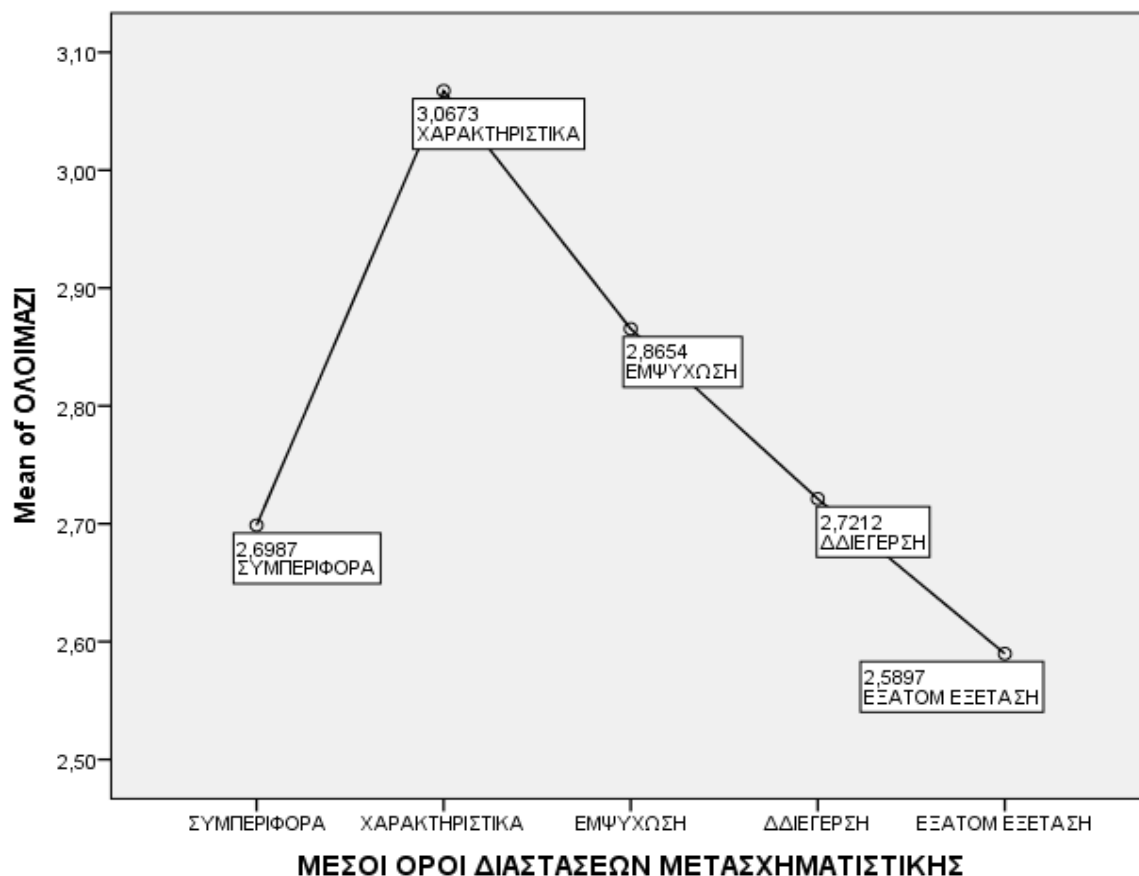 3,10
3,00
2,90
2,80
2,70
2,60
2,50
Mean of ΟΛΟΙΜΑΖΙ
3,0673
ΧΑΡΑΚΤΗΡΙΣΤΙΚΑ
2,8654
ΕΜΨΥΧΩΣΗ
2,7212
ΔΔΙΕΓΕΡΣΗ
2,6987
ΣΥΜΠΕΡΙΦΟΡΑ
2,5897
ΕΞΑΤΟΜ ΕΞΕΤΑΣΗ
ΣΥΜΠΕΡΙΦΟΡΑ ΧΑΡΑΚΤΗΡΙΣΤΙΚΑ ΕΜΨΥΧΩΣΗ ΔΔΙΕΓΕΡΣΗ ΕΞΑΤΟΜ ΕΞΕΤΑΣΗ
ΜΕΣΟΙ ΟΡΟΙ ΔΙΑΣΤΑΣΕΩΝ ΜΕΤΑΣΧΗΜΑΤΙΣΤΙΚΗΣ